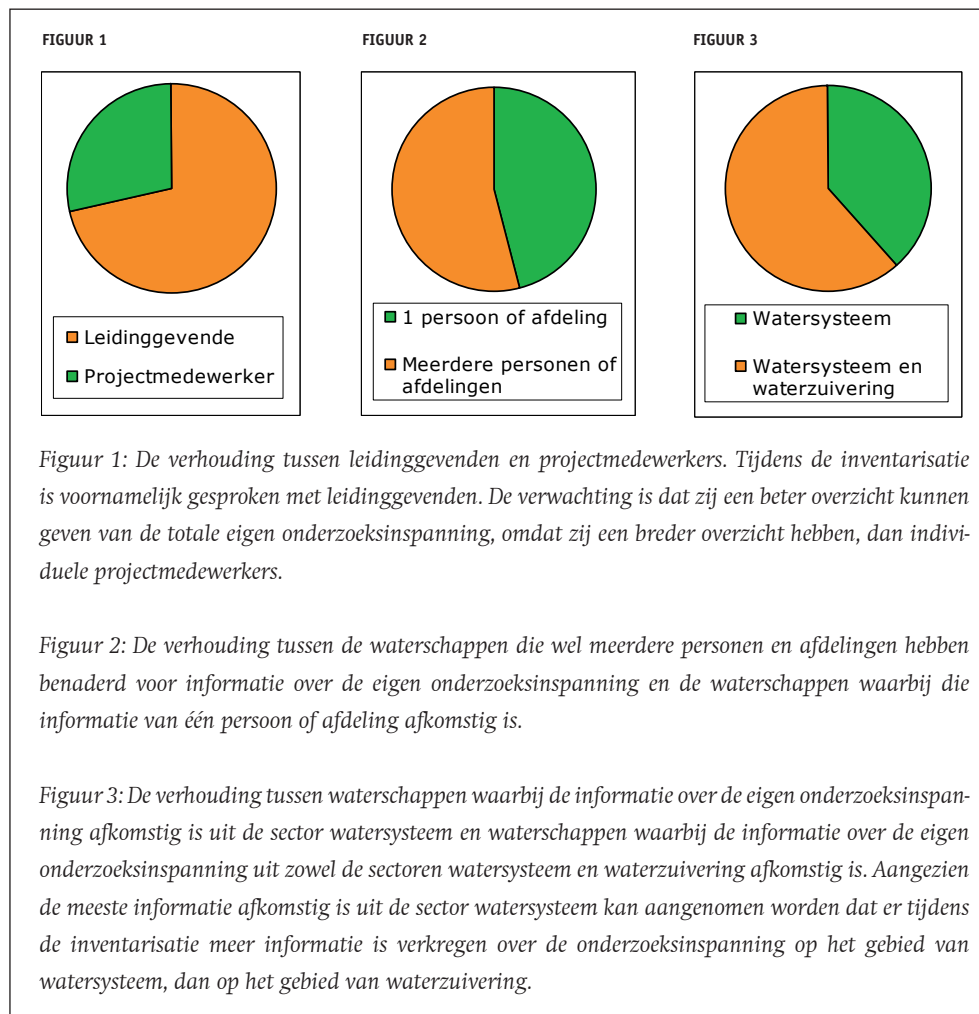 FIGUUR 1
FIGUUR 2
FIGUUR 3
Leidinggevende
Projectmedewerker
1 persoon of afdeling
Meerdere personen of
afdelingen
Watersysteem
Watersysteem en
waterzuivering
Figuur 1: De verhouding tussen leidinggevenden en projectmedewerkers. Tijdens de inventarisatie
is voornamelijk gesproken met leidinggevenden. De verwachting is dat zij een beter overzicht kunnen
geven van de totale eigen onderzoeksinspanning, omdat zij een breder overzicht hebben, dan indivi-
duele projectmedewerkers.
Figuur 2: De verhouding tussen de waterschappen die wel meerdere personen en afdelingen hebben
benaderd voor informatie over de eigen onderzoeksinspanning en de waterschappen waarbij die
informatie van één persoon of afdeling afkomstig is.
Figuur 3: De verhouding tussen waterschappen waarbij de informatie over de eigen onderzoeksinspan-
ning afkomstig is uit de sector watersysteem en waterschappen waarbij de informatie over de eigen
onderzoeksinspanning uit zowel de sectoren watersysteem en waterzuivering afkomstig is. Aangezien
de meeste informatie afkomstig is uit de sector watersysteem kan aangenomen worden dat er tijdens
de inventarisatie meer informatie is verkregen over de onderzoeksinspanning op het gebied van
watersysteem, dan op het gebied van waterzuivering.